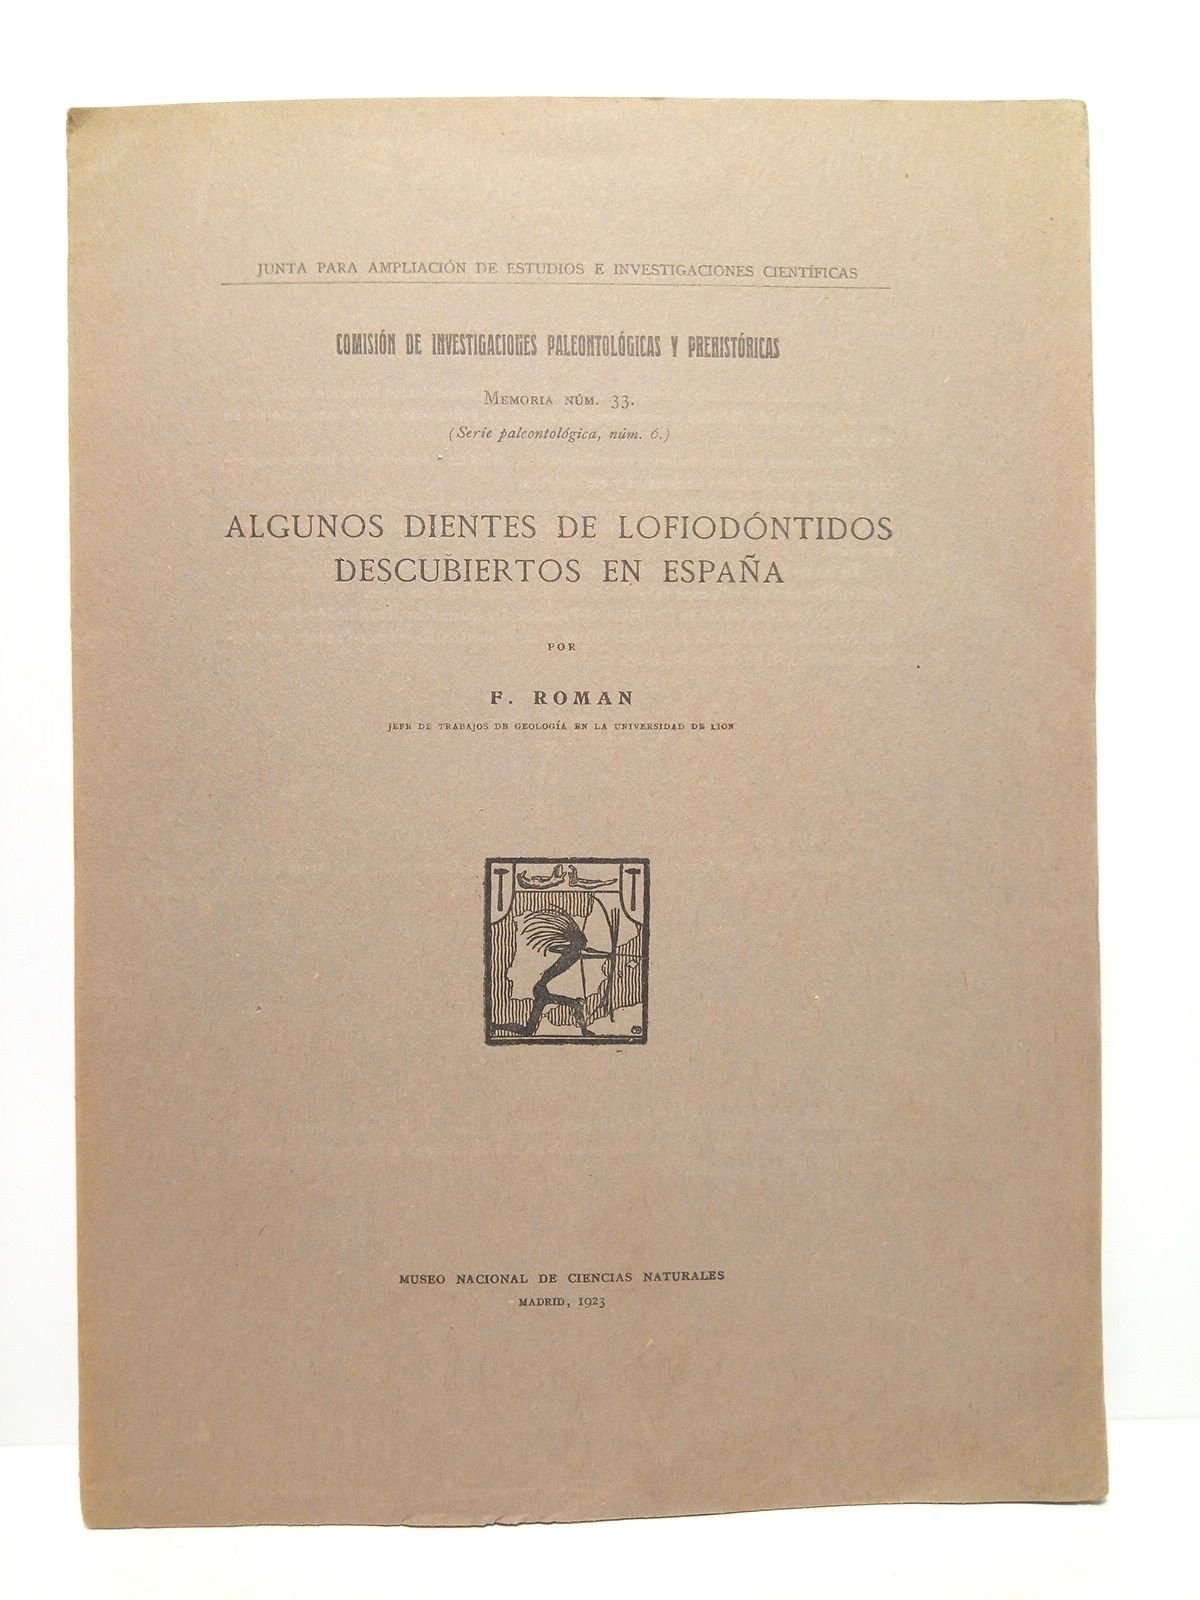 JUNTA PARA AMPLIACIÓN DE ESTUDIOS E INVESTIGACIONES CIENTÍFICAS
COMISIÓN DE INVESTIGACIONES PALEONTOLÓGICAS Y PREHISTÓRICAS
MEMORIA NÚM. 33.
(Serie paleontológica, núm. 6.)
ALGUNOS DIENTES DE LOFIODÓNTIDOS
DESCUBIERTOS EN ESPAÑA
POR
F. ROMAN
JEFE DE TRABAJOS DE GEOLOGÍA EN LA UNIVERSIDAD DE LION
MUSEO NACIONAL DE CIENCIAS NATURALES
MADRID, 1923